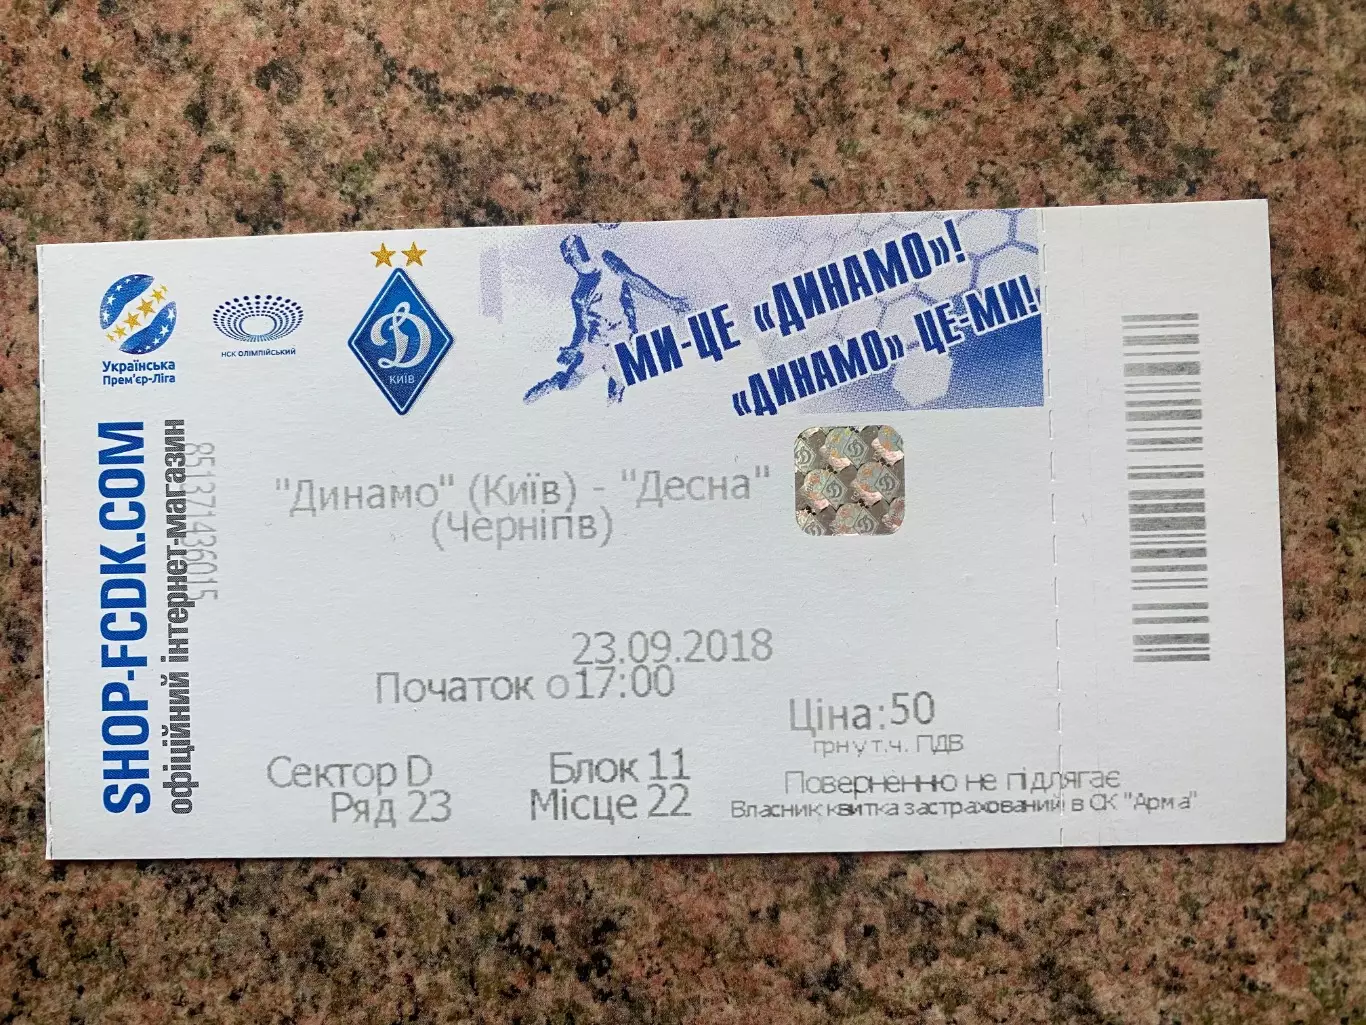 Українська
Прем'єр-Ліга
НСК ОЛІМПІЙСЬКИЙ
Д
КИЇВ
МИ-ЦЕ «ДИНАМО»!
«ДИНАМО»-ЦЕ-МИ!
SHOP-FCDK.COM
офіційний інтернет-магазин
851371436015
"Динамо" (Київ) - "Десна"
(Чернігів)
23.09.2018
Початок о 17:00
Ціна: 50
грн у т.ч. ПДВ
Сектор D Блок 11
Ряд 23 Місце 22
Поверненню не підлягає
Власник квитка застрахований в СК "Арма"